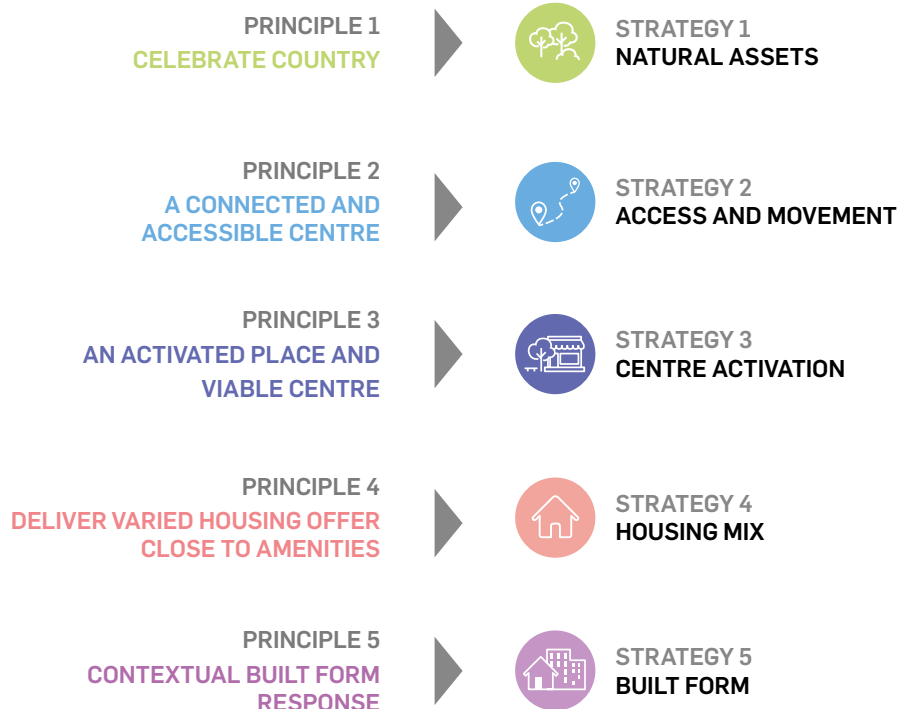 PRINCIPLE 1
CELEBRATE COUNTRY
STRATEGY 1
NATURAL ASSETS
PRINCIPLE 2
A CONNECTED AND
ACCESSIBLE CENTRE
STRATEGY 2
ACCESS AND MOVEMENT
PRINCIPLE 3
AN ACTIVATED PLACE AND
VIABLE CENTRE
STRATEGY 3
CENTRE ACTIVATION
PRINCIPLE 4
DELIVER VARIED HOUSING OFFER
CLOSE TO AMENITIES
STRATEGY 4
HOUSING MIX
PRINCIPLE 5
CONTEXTUAL BUILT FORM
RESPONSE
STRATEGY 5
BUILT FORM